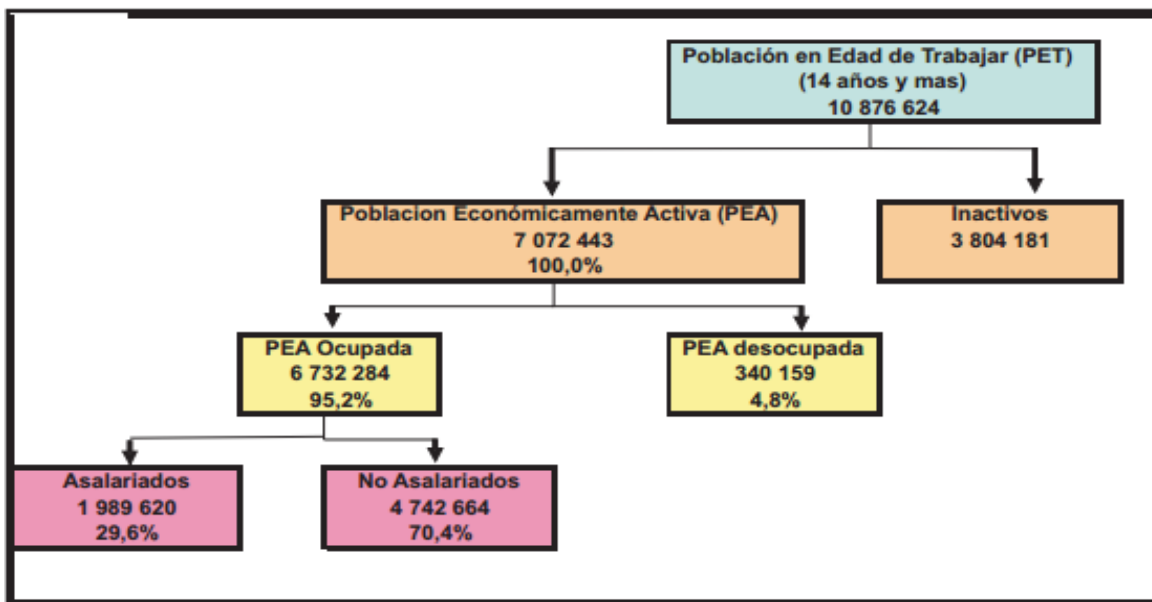 Población en Edad de Trabajar (PET)
(14 años y mas)
10 876 624
Poblacion Económicamente Activa (PEA)
7 072 443
100,0%
Inactivos
3 804 181
PEA Ocupada
6 732 284
95,2%
PEA desocupada
340 159
4,8%
Asalariados
1 989 620
29,6%
No Asalariados
4 742 664
70,4%